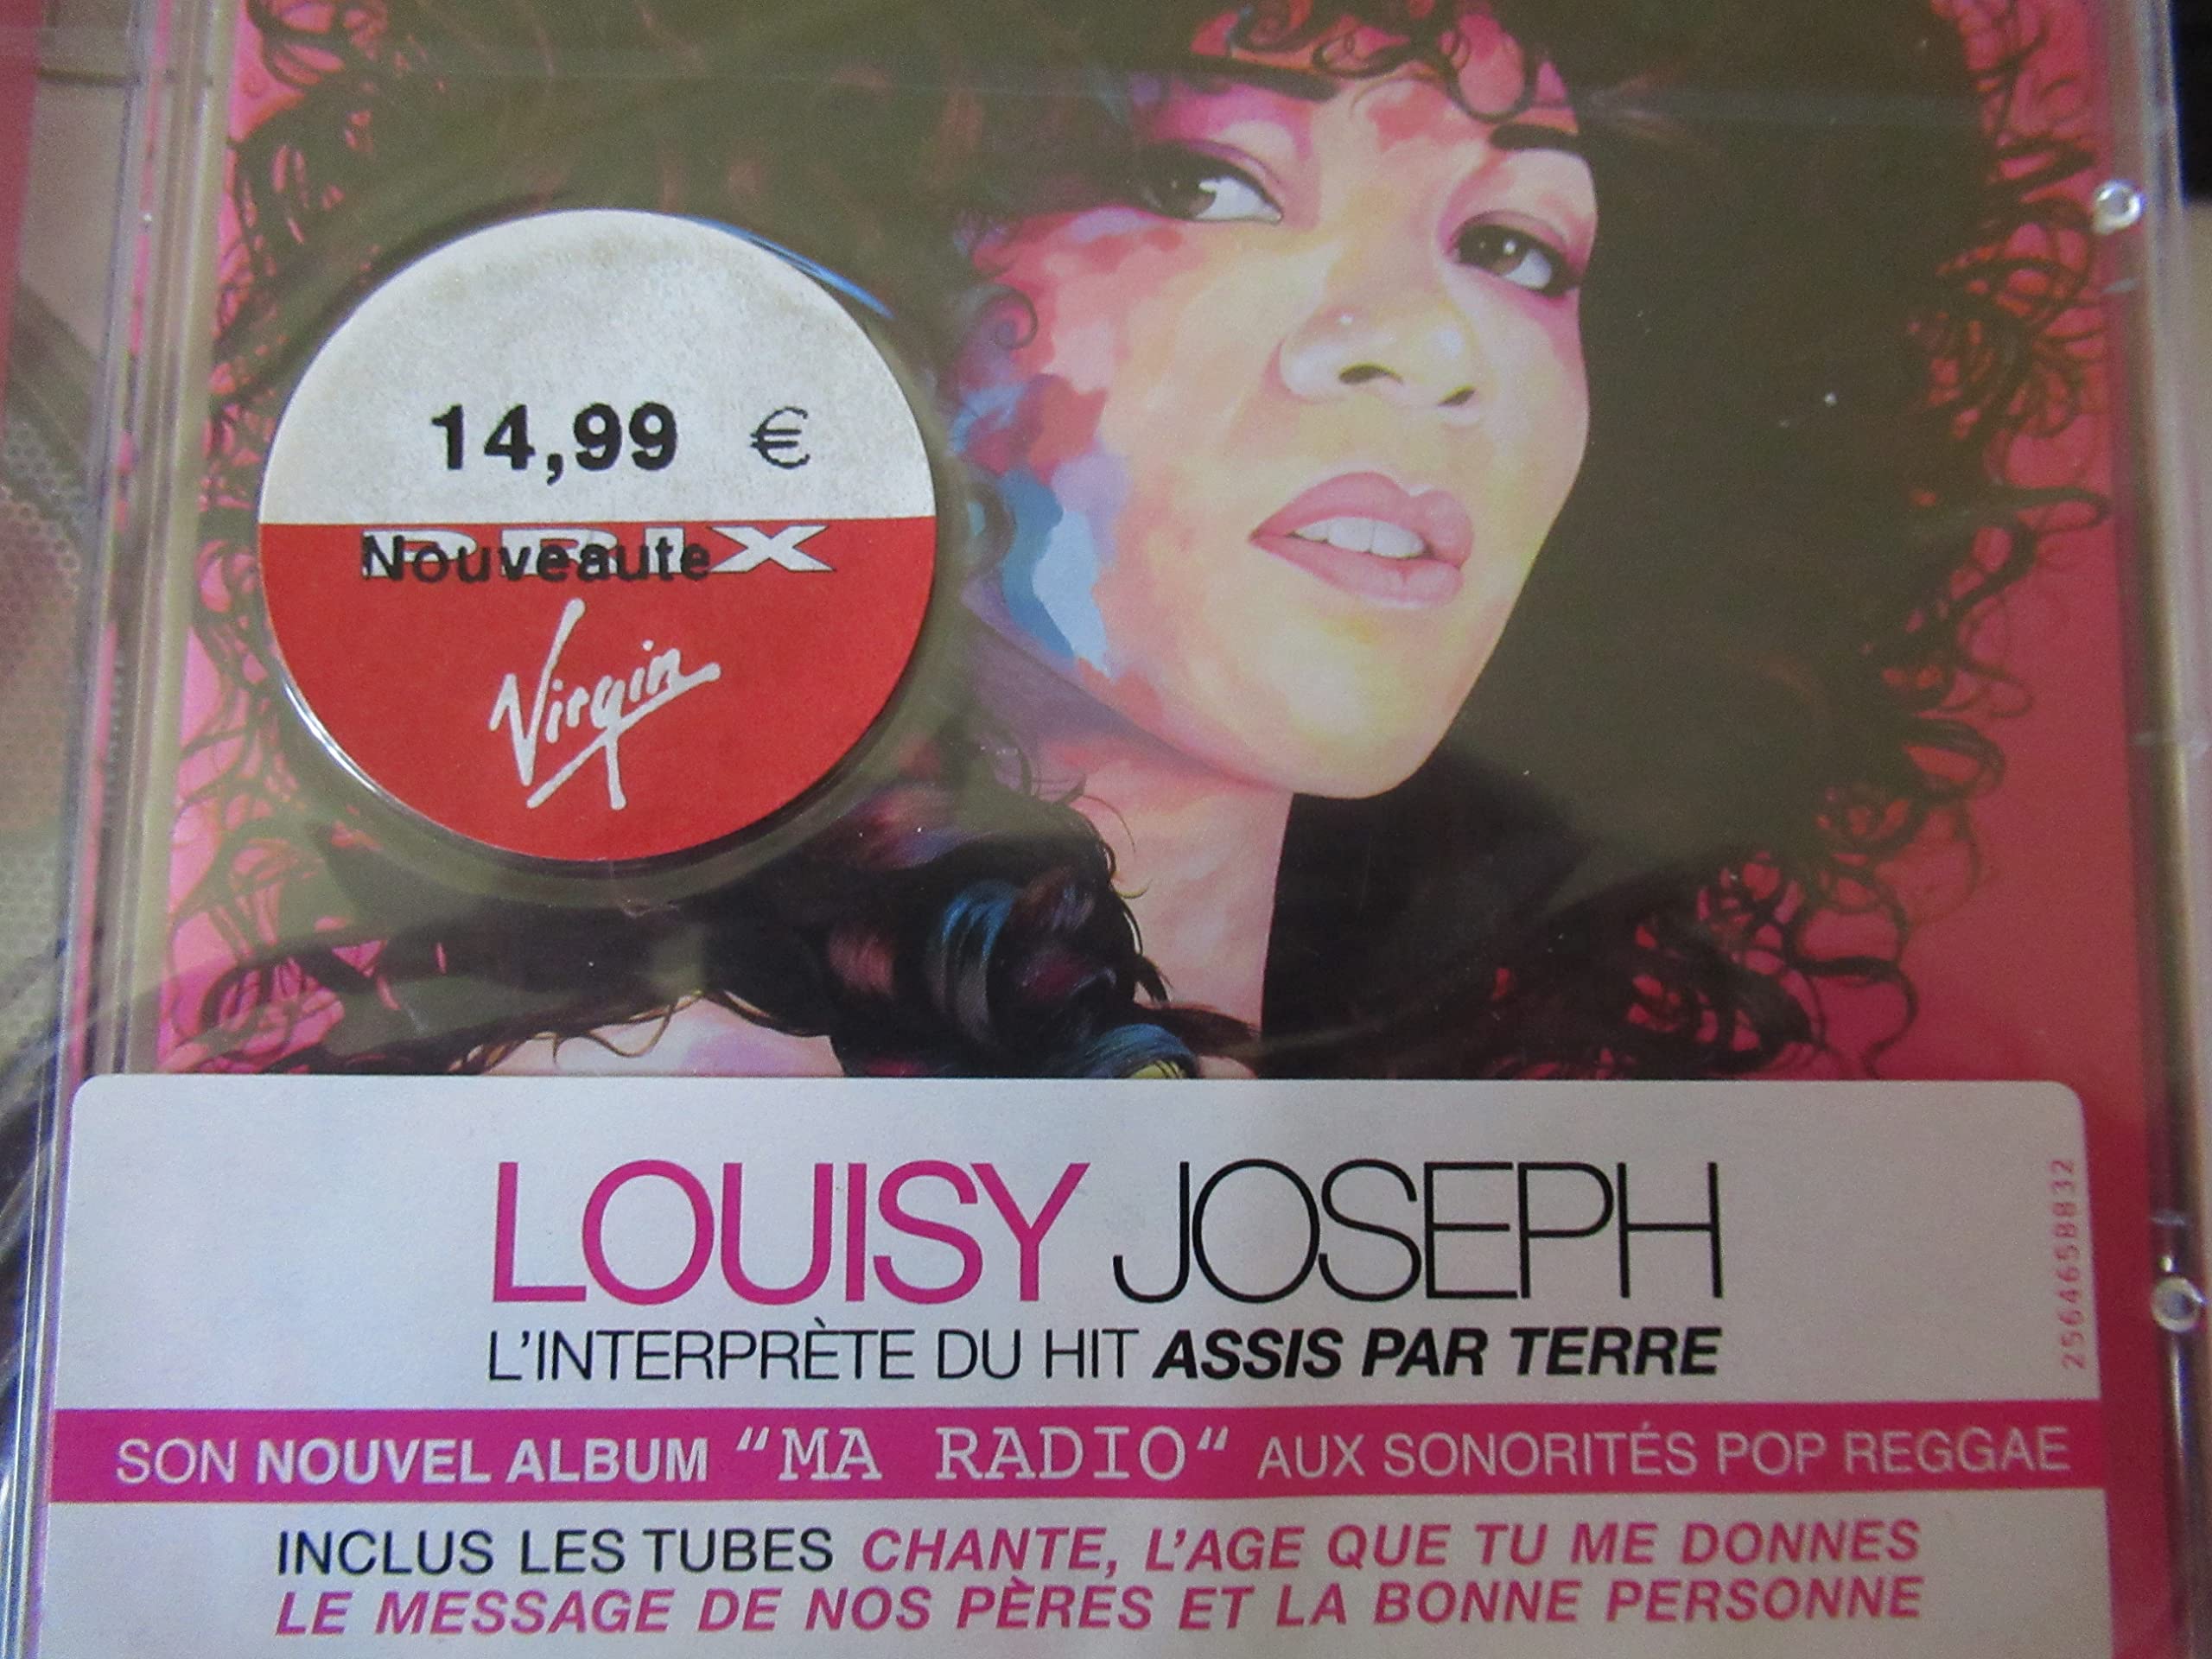 14,99 €
PRIX
Nouveaute
Virgin
LOUISY JOSEPH
L'INTERPRÈTE DU HIT ASSIS PAR TERRE
SON NOUVEL ALBUM "MA RADIO" AUX SONORITÉS POP REGGAE
INCLUS LES TUBES CHANTE, L'AGE QUE TU ME DONNES
LE MESSAGE DE NOS PÈRES ET LA BONNE PERSONNE
2564658832